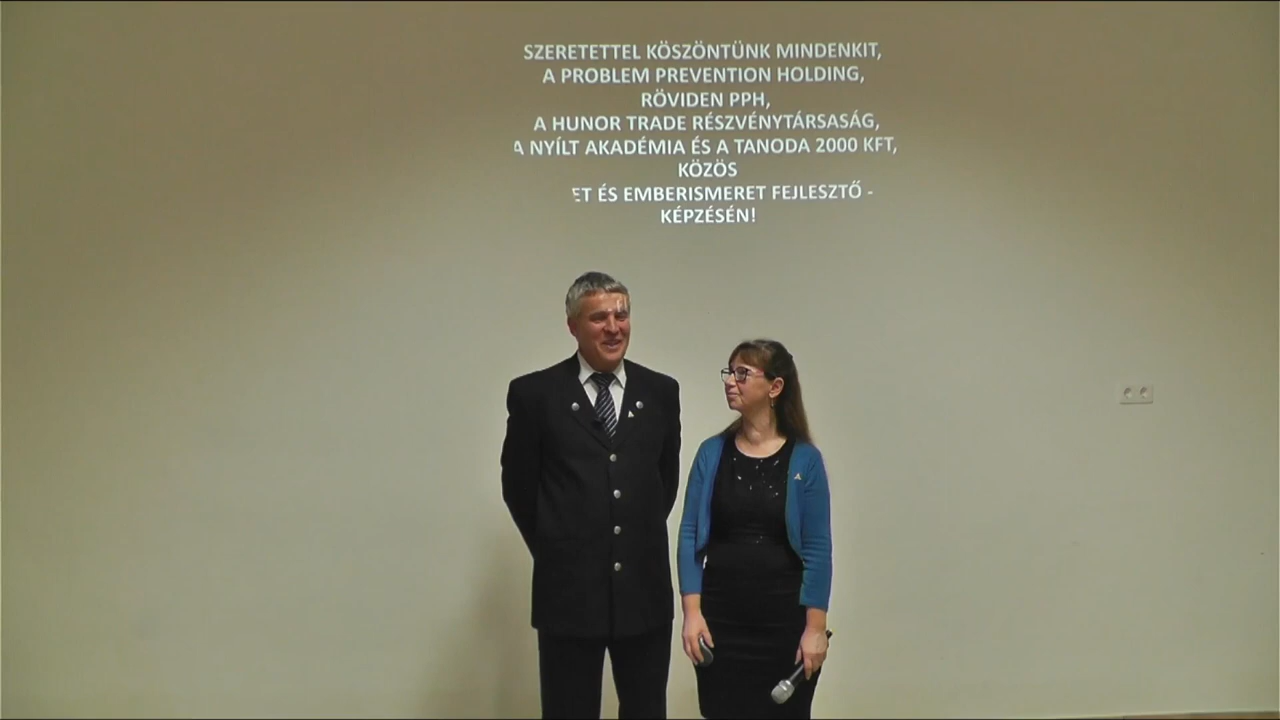 SZERETETTEL KÖSZÖNTÜNK MINDENKIT,
A PROBLEM PREVENTION HOLDING,
RÖVIDEN PPH,
A HUNOR TRADE RÉSZVÉNYTÁRSASÁG,
A NYÍLT AKADÉMIA ÉS A TANODA 2000 KFT,
KÖZÖS
ÉS EMBERISMERET FEJLESZTŐ -
KÉPZÉSÉN!